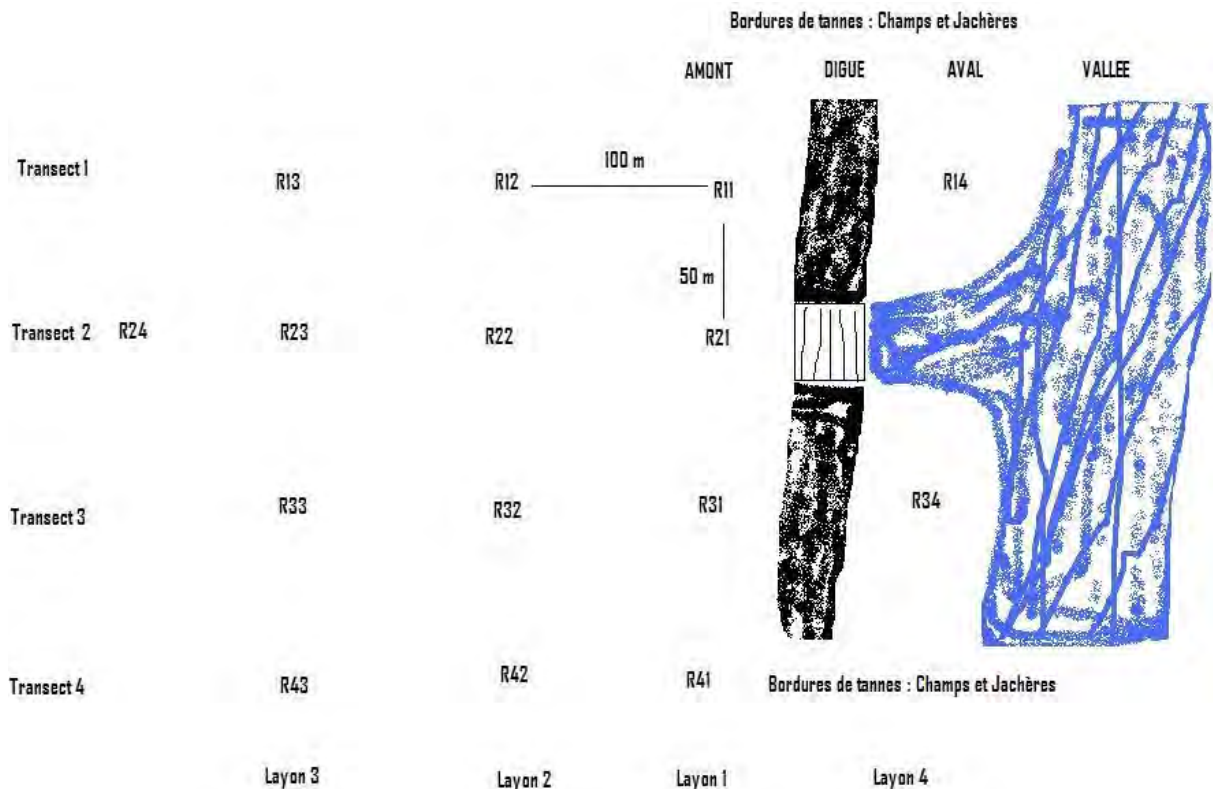 Bordures de tannes : Champs et Jachères
AMONT DIGUE AVAL VALLEE
Transect 1 R13 R12 100 m R11 R14
50 m
Transect 2 R24 R23 R22 R21
Transect 3 R33 R32 R31 R34
Transect 4 R43 R42 R41 Bordures de tannes : Champs et Jachères
Layon 3 Layon 2 Layon 1 Layon 4